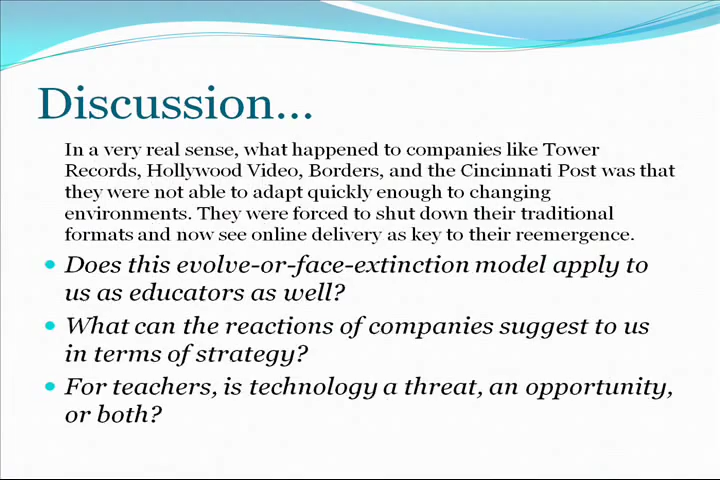 Discussion...
In a very real sense, what happened to companies like Tower
Records, Hollywood Video, Borders, and the Cincinnati Post was that
they were not able to adapt quickly enough to changing
environments. They were forced to shut down their traditional
formats and now see online delivery as key to their reemergence.
• Does this evolve-or-face-extinction model apply to
us as educators as well?
• What can the reactions of companies suggest to us
in terms of strategy?
• For teachers, is technology a threat, an opportunity,
or both?